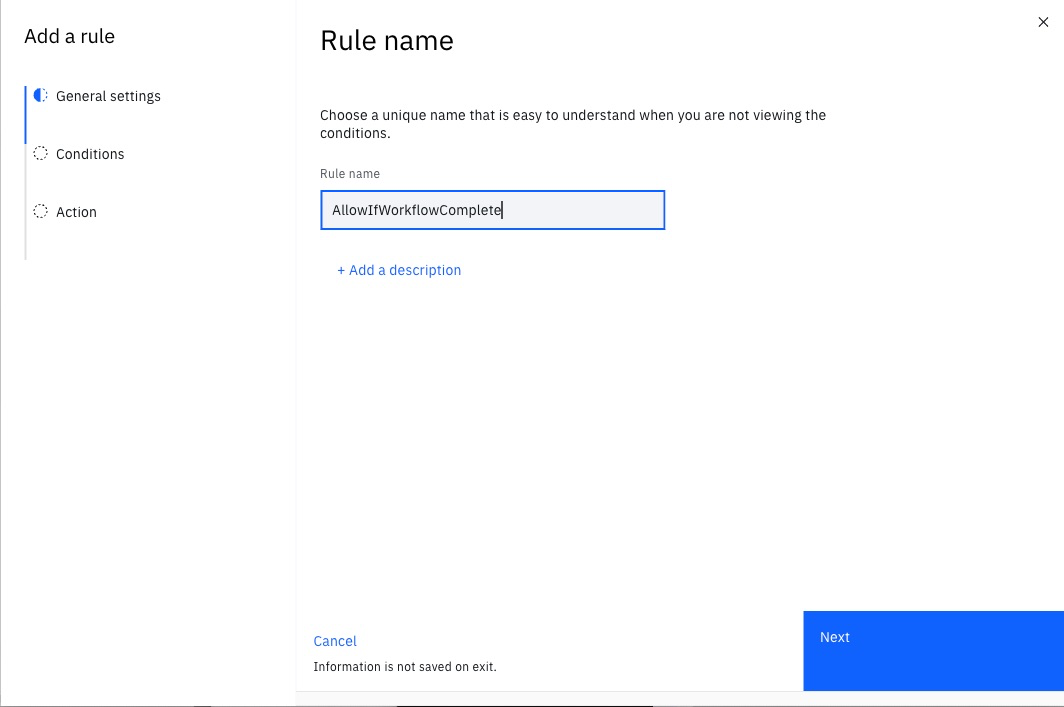 Add a rule
General settings
Conditions
Action
Rule name
Choose a unique name that is easy to understand when you are not viewing the
conditions.
Rule name
AllowIfWorkflowComplete
+ Add a description
Cancel
Information is not saved on exit.
Next